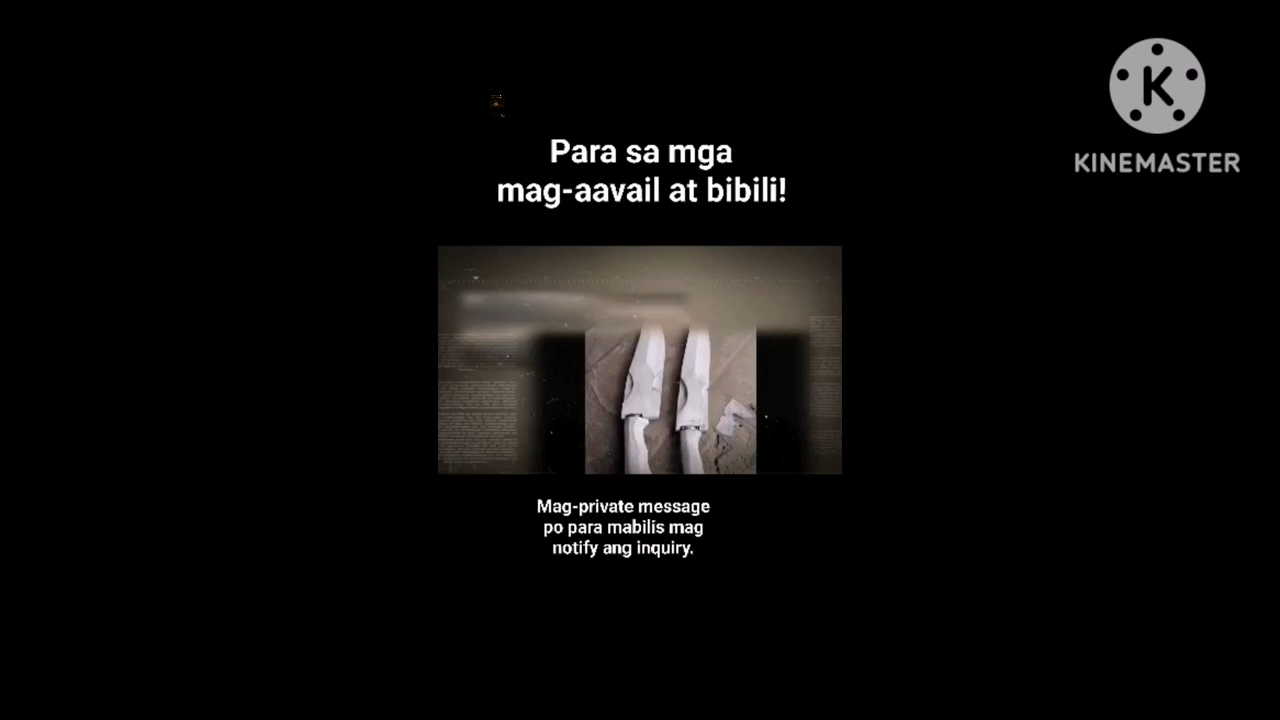 Para sa mga
mag-aavail at bibili!
KINEMASTER
Mag-private message
po para mabilis mag
notify ang inquiry.